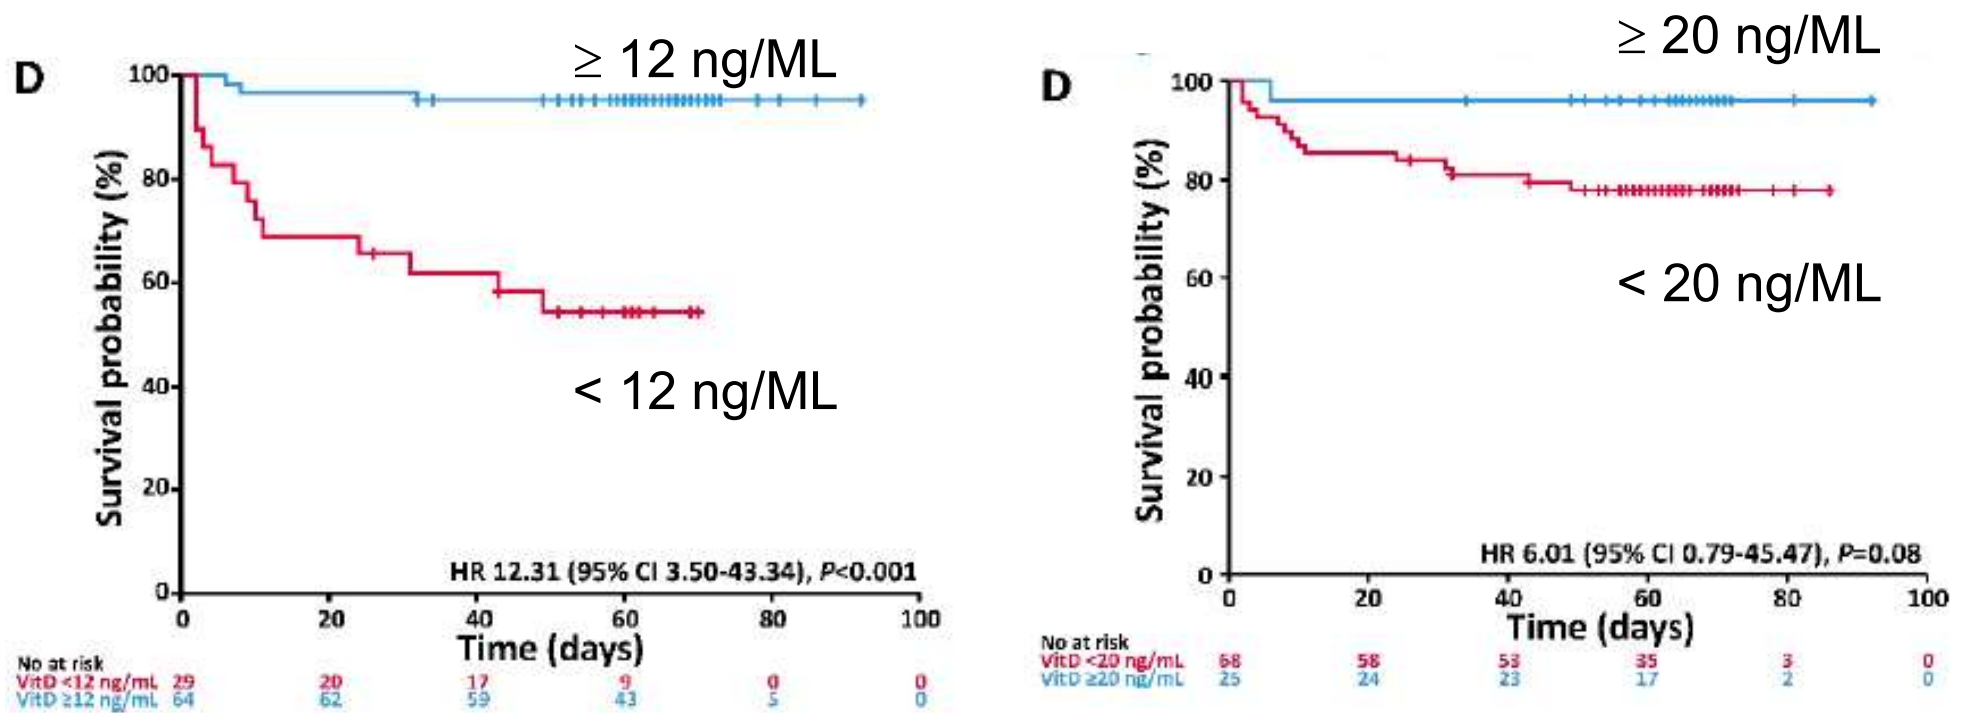 D
≥ 12 ng/ML
100
80
60
40
20
0
Survival probability (%)
< 12 ng/ML
HR 12.31 (95% CI 3.50-43.34), P<0.001
0 20 40 60 80 100
Time (days)
No at risk
VitD <12 ng/mL 29 20 17 9 0 0
VitD ≥12 ng/mL 64 62 59 43 5 0
D
≥ 20 ng/ML
100
80
60
40
20
0
Survival probability (%)
< 20 ng/ML
HR 6.01 (95% CI 0.79-45.47), P=0.08
0 20 40 60 80 100
Time (days)
No at risk
VitD <20 ng/mL 68 58 53 35 3 0
VitD ≥20 ng/mL 25 24 23 17 2 0